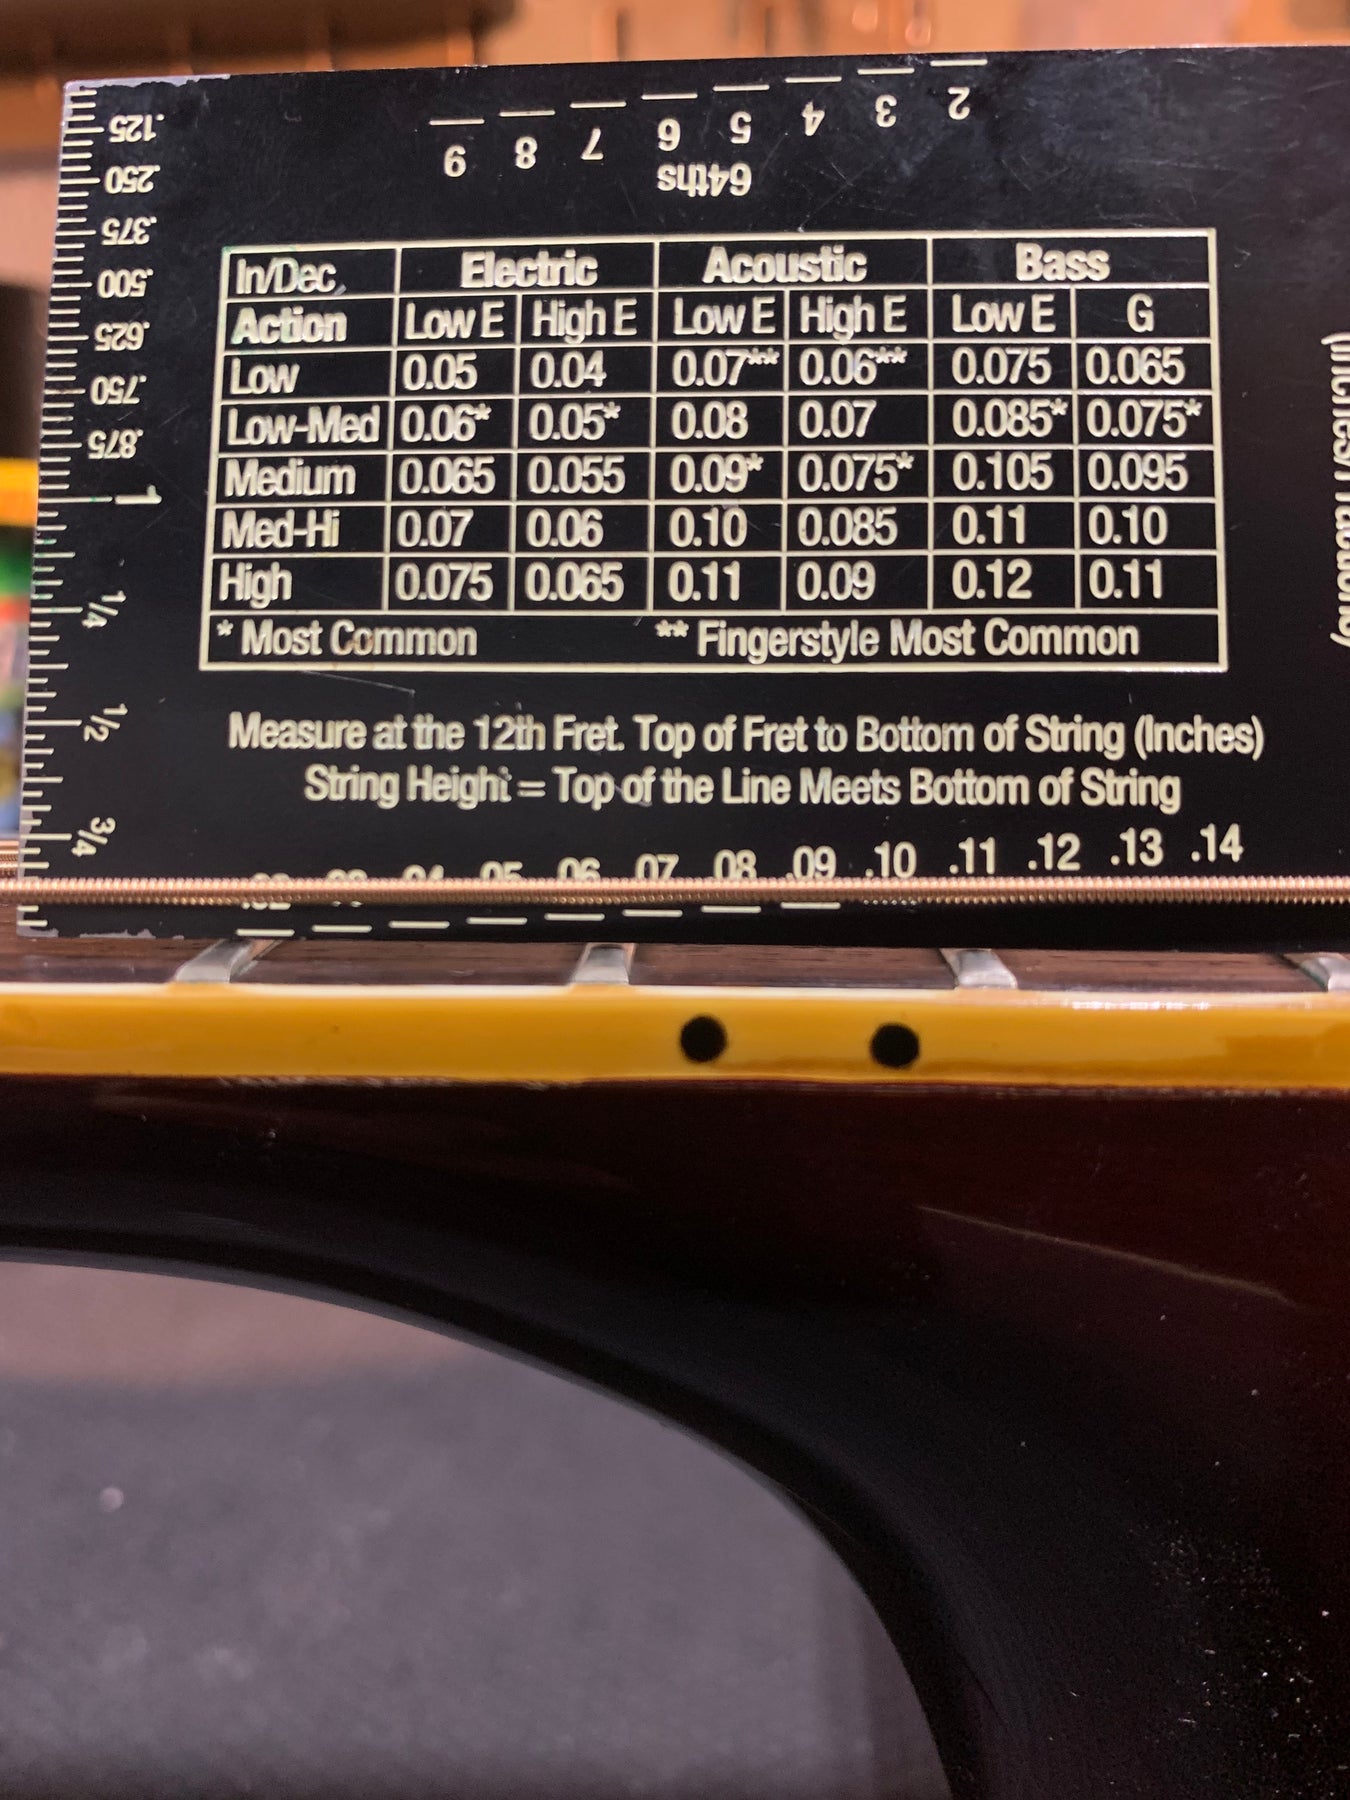 2 3 4 5 6 7 8 9
64ths
.125
.250
.375
.500
.625
.750
.875
1
1/4
1/2
3/4
In/Dec. Electric Acoustic Bass
Action Low E High E Low E High E Low E G
Low 0.05 0.04 0.07** 0.06** 0.075 0.065
Low-Med 0.06* 0.05* 0.08 0.07 0.085* 0.075*
Medium 0.065 0.055 0.09* 0.075* 0.105 0.095
Med-Hi 0.07 0.06 0.10 0.085 0.11 0.10
High 0.075 0.065 0.11 0.09 0.12 0.11
* Most Common ** Fingerstyle Most Common
Measure at the 12th Fret. Top of Fret to Bottom of String (Inches)
String Height = Top of the Line Meets Bottom of String
.02 .03 .04 .05 .06 .07 .08 .09 .10 .11 .12 .13 .14